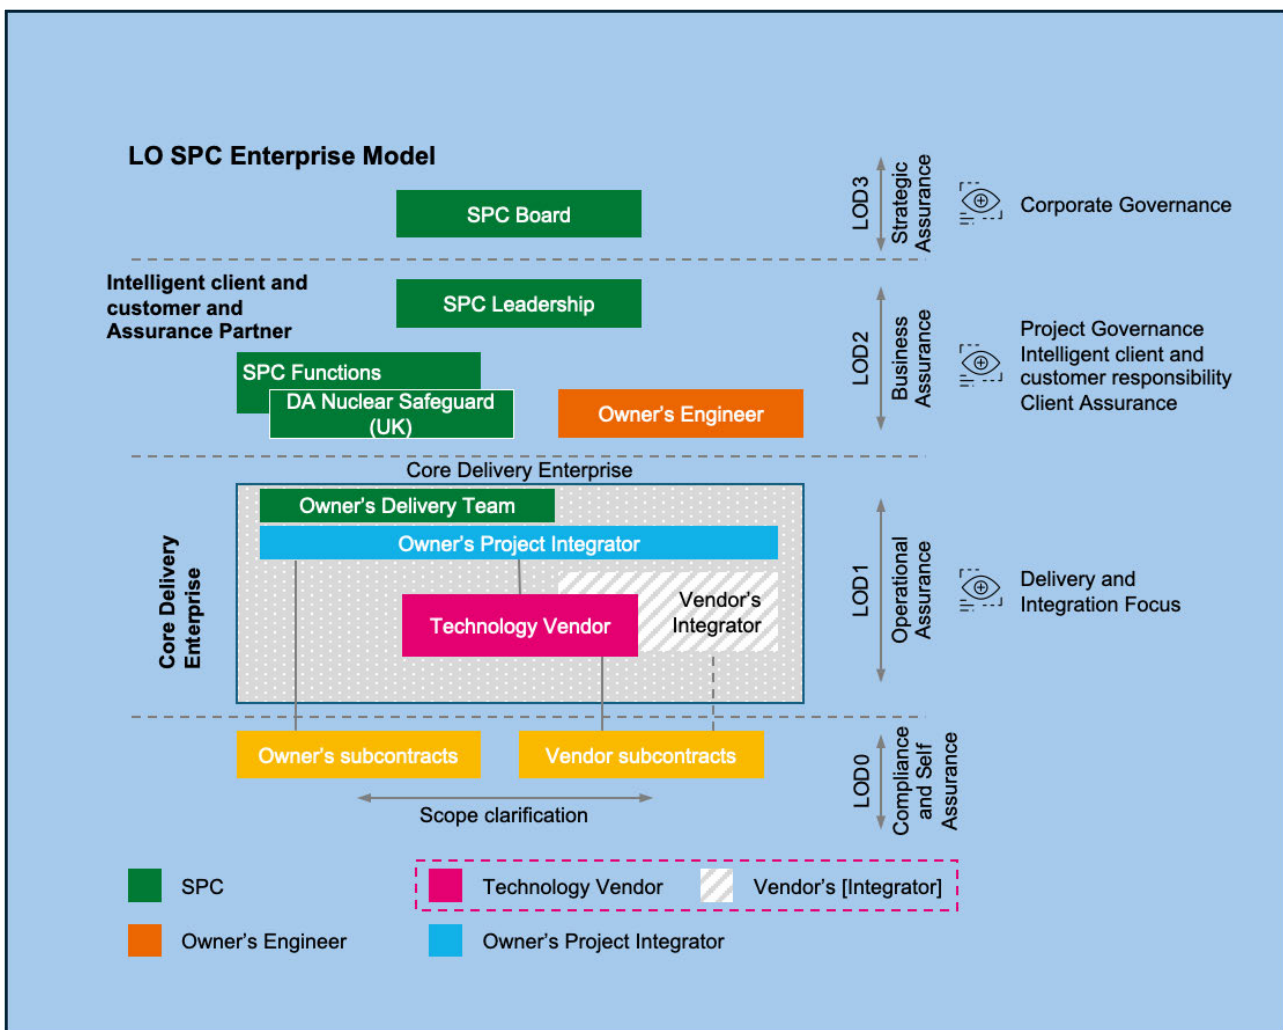 LO SPC Enterprise Model
SPC Board
LOD3
Strategic
Assurance
Corporate Governance
Intelligent client and
customer and
Assurance Partner
SPC Leadership
SPC Functions
DA Nuclear Safeguard
(UK)
Owner's Engineer
LOD2
Business
Assurance
Project Governance
Intelligent client and
customer responsibility
Client Assurance
Core Delivery Enterprise
Core Delivery
Enterprise
Owner's Delivery Team
Owner's Project Integrator
Technology Vendor
Vendor's
Integrator
LOD1
Operational
Assurance
Delivery and
Integration Focus
Owner's subcontracts
Vendor subcontracts
Scope clarification
LOD0
Compliance
and Self
Assurance
SPC
Technology Vendor
Vendor's [Integrator]
Owner's Engineer
Owner's Project Integrator